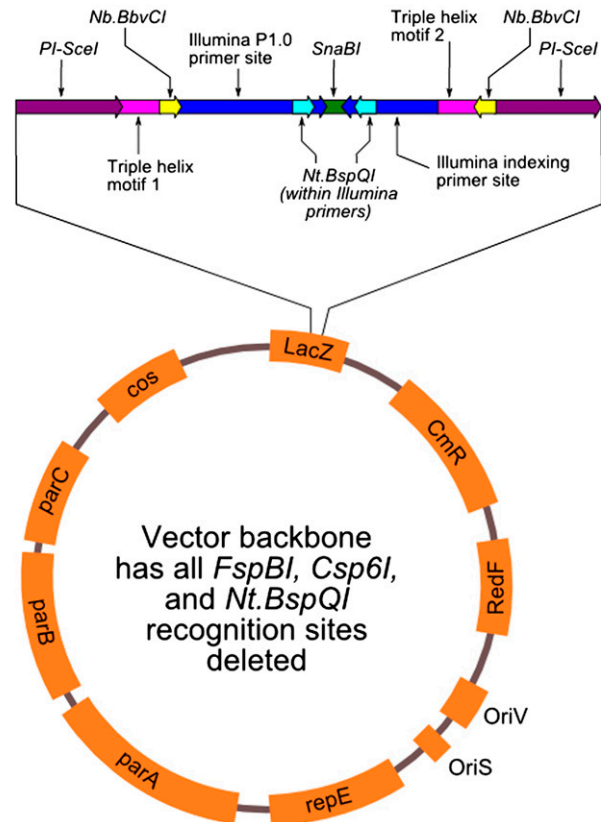 Nb.BbvCI
Triple helix
motif 2
Nb.BbvCI
PI-SceI
Illumina P1.0
primer site
SnaBI
PI-SceI
Triple helix
motif 1
Nt.BspQI
(within Illumina
primers)
Illumina indexing
primer site
LacZ
CmR
RedF
OriV
OriS
repE
parA
parB
parC
cos
Vector backbone
has all FspBI, Csp6I,
and Nt.BspQI
recognition sites
deleted